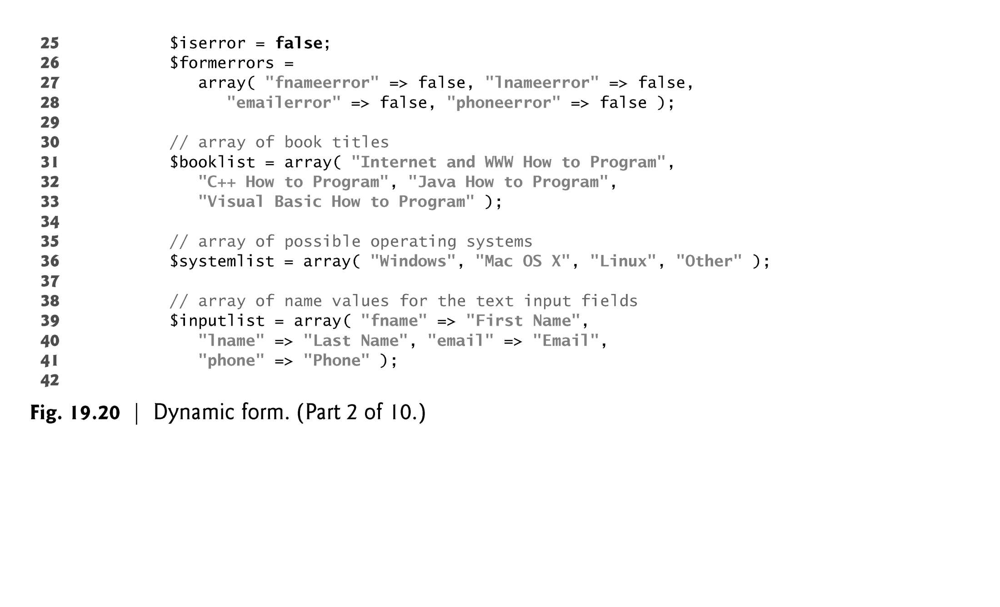 25 $iserror = false;
26 $formerrors =
27 array( "fnameerror" => false, "lnameerror" => false,
28 "emailerror" => false, "phoneerror" => false );
29
30 // array of book titles
31 $booklist = array( "Internet and WWW How to Program",
32 "C++ How to Program", "Java How to Program",
33 "Visual Basic How to Program" );
34
35 // array of possible operating systems
36 $systemlist = array( "Windows", "Mac OS X", "Linux", "Other" );
37
38 // array of name values for the text input fields
39 $inputlist = array( "fname" => "First Name",
40 "lname" => "Last Name", "email" => "Email",
41 "phone" => "Phone" );
42
Fig. 19.20 | Dynamic form. (Part 2 of 10.)